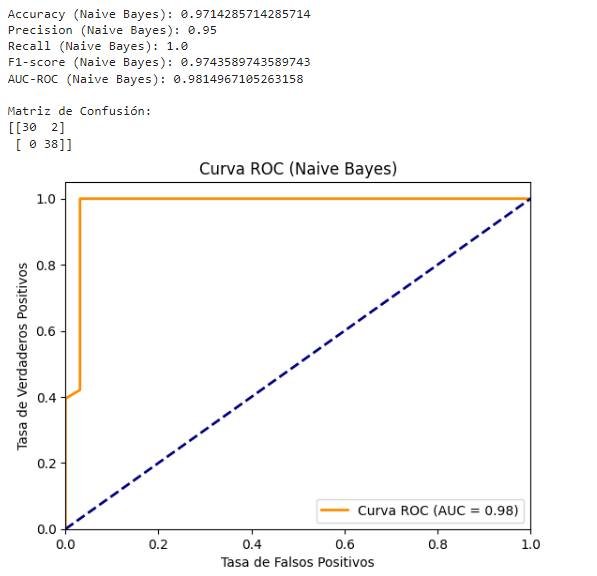 Accuracy (Naive Bayes): 0.9714285714285714
Precision (Naive Bayes): 0.95
Recall (Naive Bayes): 1.0
F1-score (Naive Bayes): 0.9743589743589743
AUC-ROC (Naive Bayes): 0.9814967105263158
Matriz de Confusión:
[[30  2]
 [ 0 38]]
Curva ROC (Naive Bayes)
1.0
0.8
0.6
0.4
0.2
0.0
Tasa de Verdaderos Positivos
Curva ROC (AUC = 0.98)
0.0 0.2 0.4 0.6 0.8 1.0
Tasa de Falsos Positivos